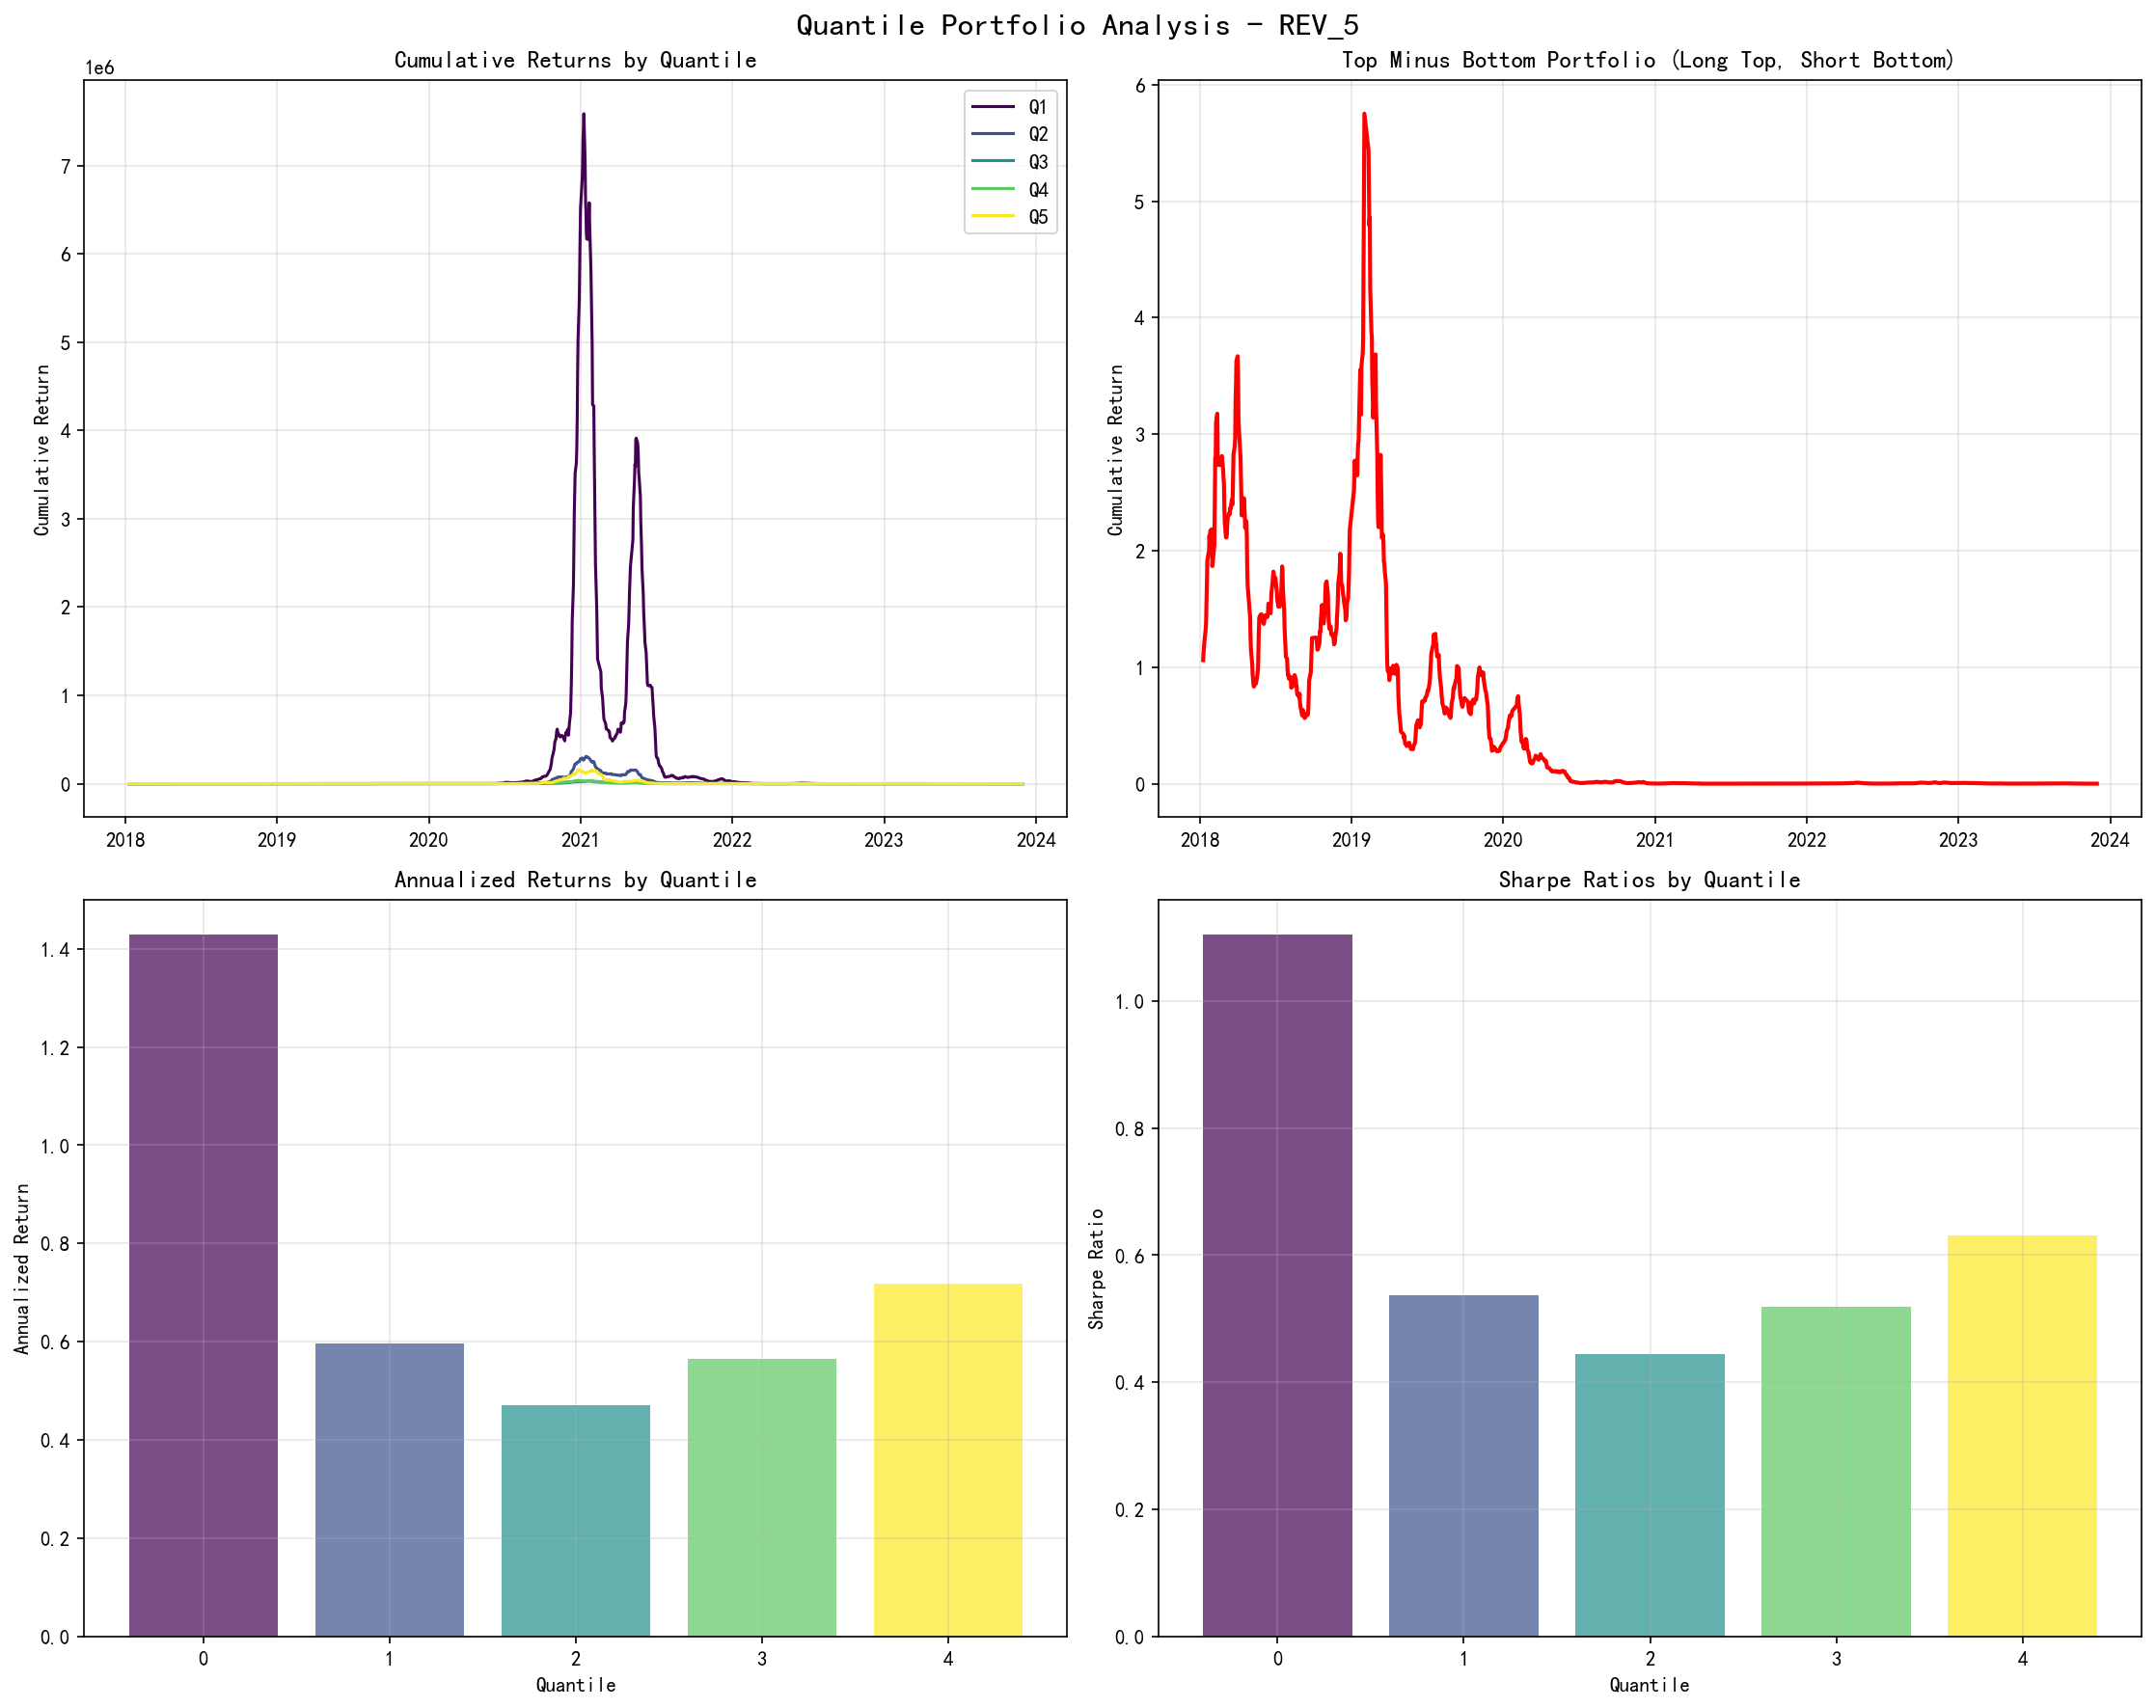 Quantile Portfolio Analysis - REV_5
Cumulative Returns by Quantile
1e6
Cumulative Return
7
6
5
4
3
2
1
0
2018 2019 2020 2021 2022 2023 2024
Q1
Q2
Q3
Q4
Q5
Top Minus Bottom Portfolio (Long Top, Short Bottom)
Cumulative Return
6
5
4
3
2
1
0
2018 2019 2020 2021 2022 2023 2024
Annualized Returns by Quantile
Annualized Return
1.4
1.2
1.0
0.8
0.6
0.4
0.2
0.0
0 1 2 3 4
Quantile
Sharpe Ratios by Quantile
Sharpe Ratio
1.0
0.8
0.6
0.4
0.2
0.0
0 1 2 3 4
Quantile